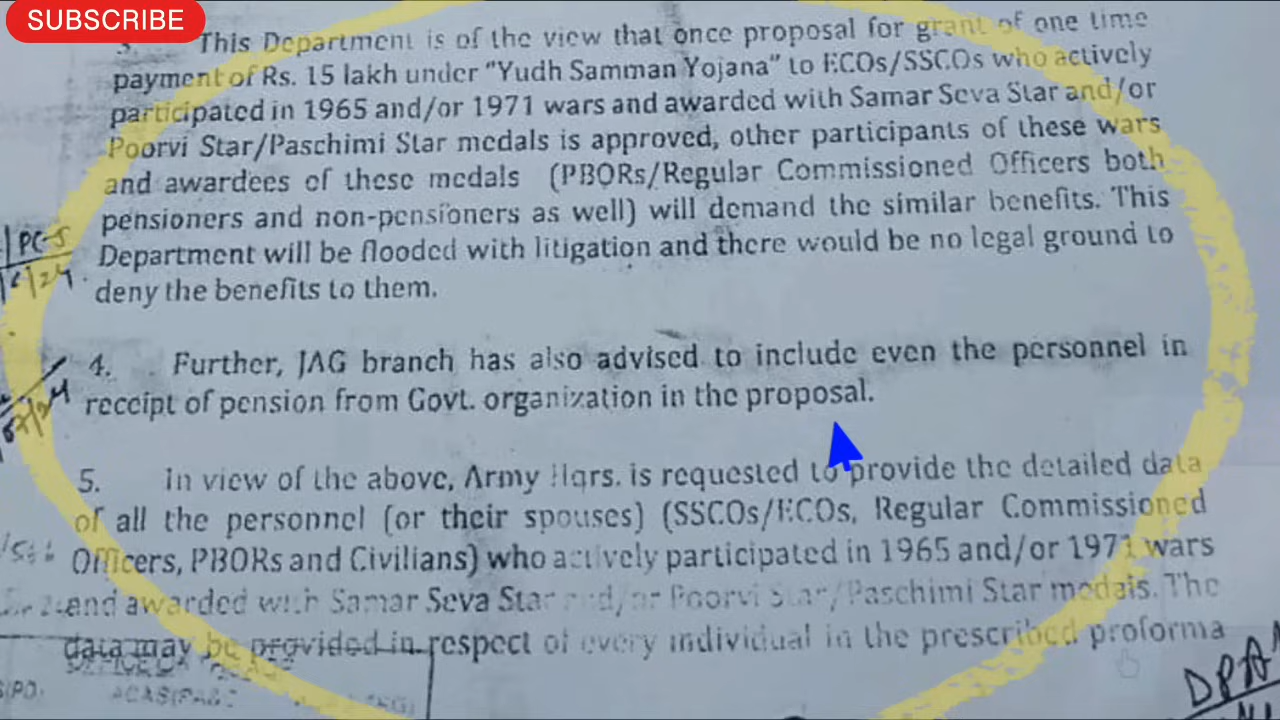 SUBSCRIBE
3. This Department is of the view that once proposal for grant of one time
payment of Rs. 15 lakh under "Yudh Samman Yojana" to ECOs/SSCOs who actively
participated in 1965 and/or 1971 wars and awarded with Samar Seva Star and/or
Poorvi Star/Paschimi Star medals is approved, other participants of these wars
and awardees of these medals (PBORs/Regular Commissioned Officers both
pensioners and non-pensioners as well) will demand the similar benefits. This
PC-5
Department will be flooded with litigation and there would be no legal ground to
deny the benefits to them.
4. Further, JAG branch has also advised to include even the personnel in
receipt of pension from Govt. organization in the proposal.
5. In view of the above, Army Hqrs. is requested to provide the detailed data
of all the personnel (or their spouses) (SSCOs/ECOs, Regular Commissioned
Officers, PBORs and Civilians) who actively participated in 1965 and/or 1971 wars
and awarded with Samar Seva Star and/or Poorvi Star/Paschimi Star medals. The
data may be provided in respect of every individual in the prescribed proforma
DPA